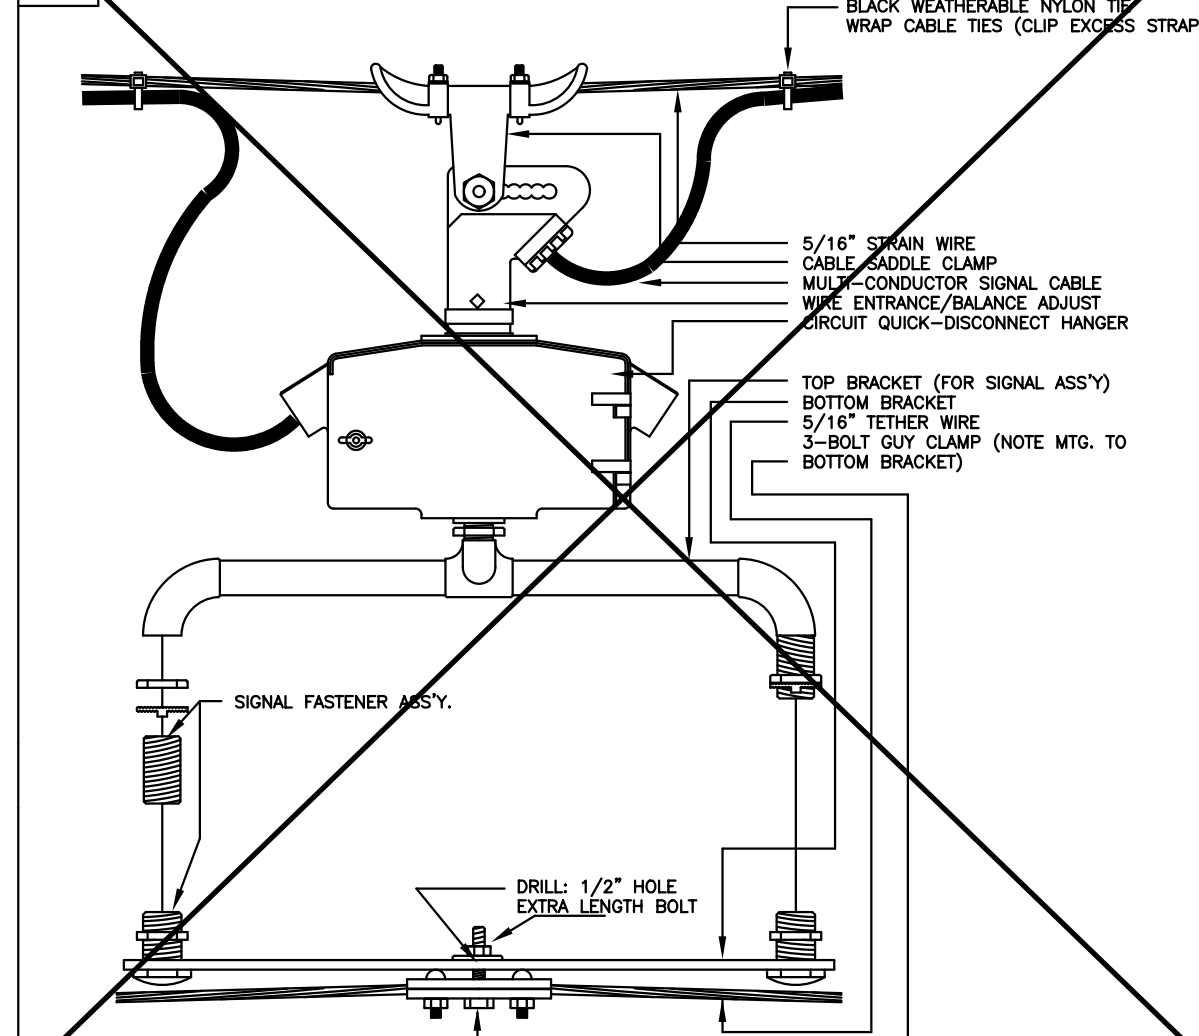 BLACK WEATHERABLE NYLON TIE
WRAP CABLE TIES (CLIP EXCESS STRAP
5/16" STRAIN WIRE
CABLE SADDLE CLAMP
MULTI-CONDUCTOR SIGNAL CABLE
WIRE ENTRANCE/BALANCE ADJUST
CIRCUIT QUICK-DISCONNECT HANGER
TOP BRACKET (FOR SIGNAL ASS'Y)
BOTTOM BRACKET
5/16" TETHER WIRE
3-BOLT GUY CLAMP (NOTE MTG. TO
BOTTOM BRACKET)
SIGNAL FASTENER ASS'Y.
DRILL: 1/2" HOLE
EXTRA LENGTH BOLT